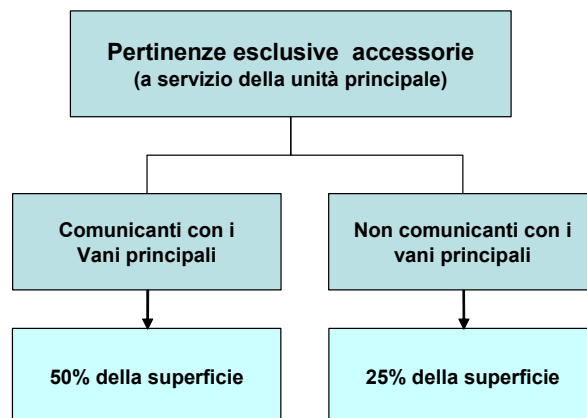 Pertinenze esclusive accessorie
(a servizio della unità principale)
Comunicanti con i
Vani principali
Non comunicanti con i
vani principali
50% della superficie
25% della superficie